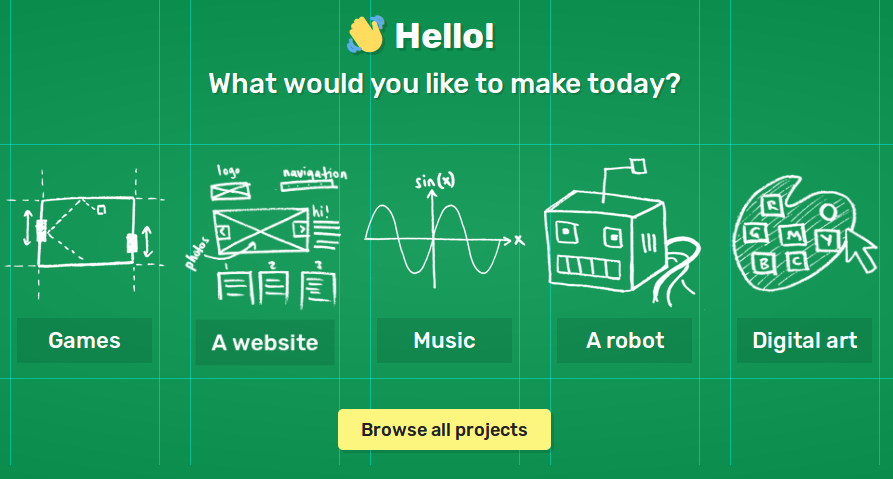 Hello!
What would you like to make today?
logo
navigation
hi!
photos
1 2 3
sin(x)
x
R
G M Y
B C
Games
A website
Music
A robot
Digital art
Browse all projects